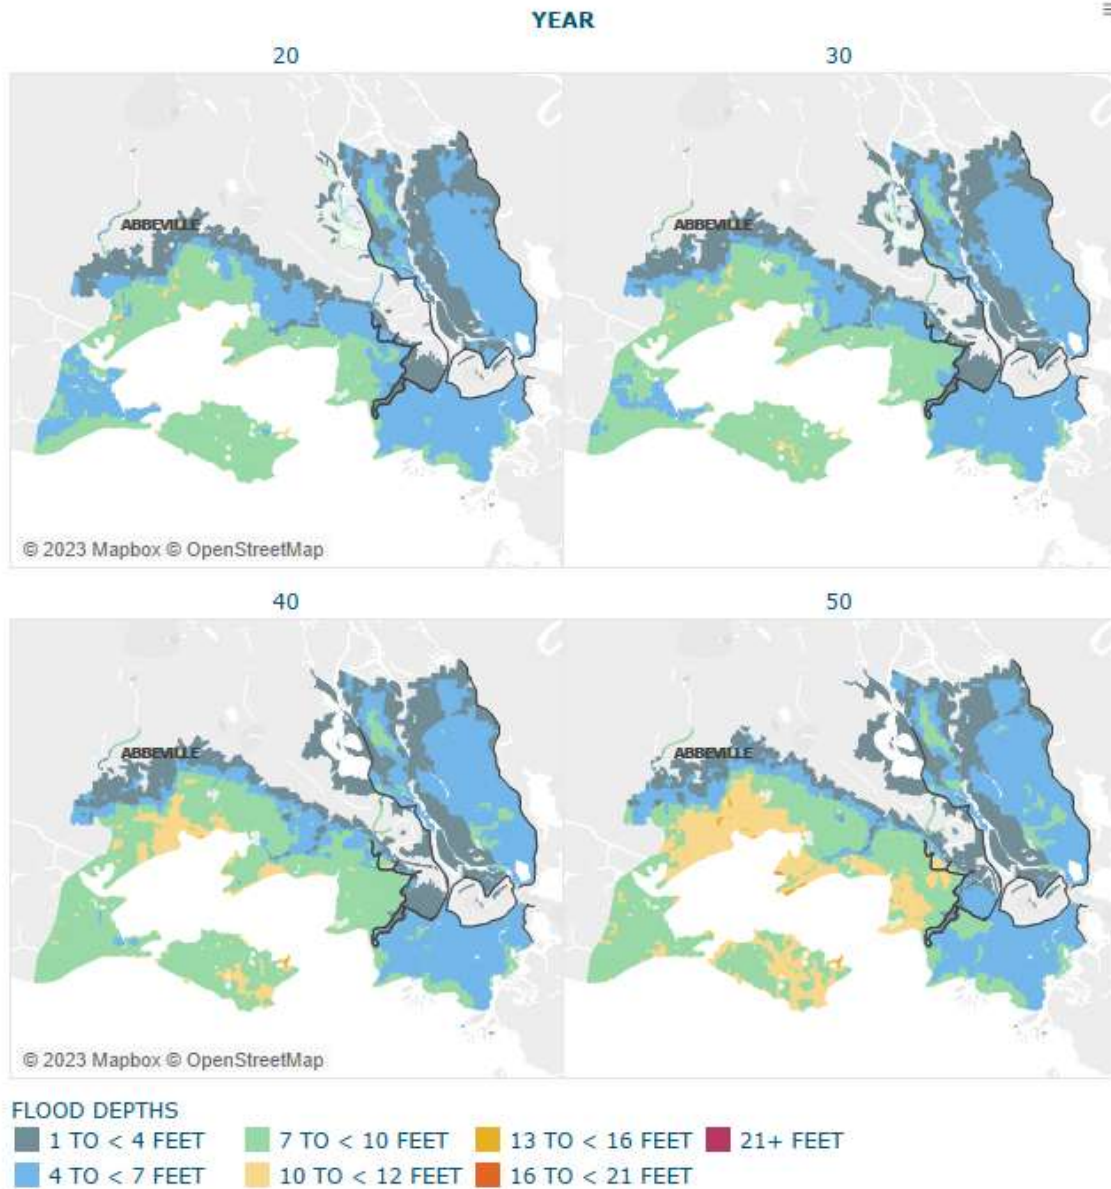 YEAR
20
30
ABBEVILLE
ABBEVILLE
© 2023 Mapbox © OpenStreetMap
40
50
ABBEVILLE
ABBEVILLE
© 2023 Mapbox © OpenStreetMap
FLOOD DEPTHS
1 TO < 4 FEET
7 TO < 10 FEET
13 TO < 16 FEET
21+ FEET
4 TO < 7 FEET
10 TO < 12 FEET
16 TO < 21 FEET